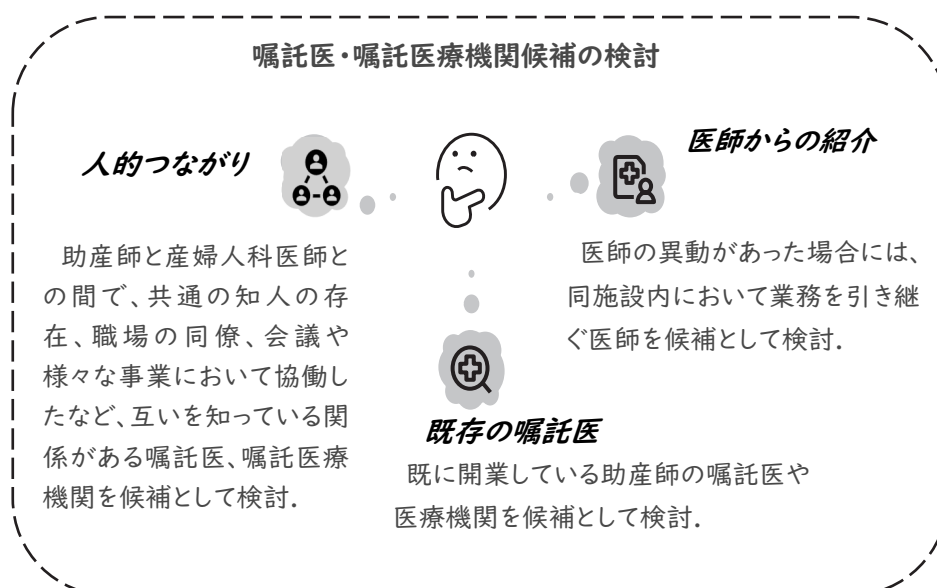 嘱託医・嘱託医療機関候補の検討
人的つながり
助産師と産婦人科医師と
の間で、共通の知人の存
在、職場の同僚、会議や
様々な事業において協働し
たなど、互いを知っている関
係がある嘱託医、嘱託医療
機関を候補として検討.
医師からの紹介
医師の異動があった場合には、
同施設内において業務を引き継
ぐ医師を候補として検討.
既存の嘱託医
既に開業している助産師の嘱託医や
医療機関を候補として検討.